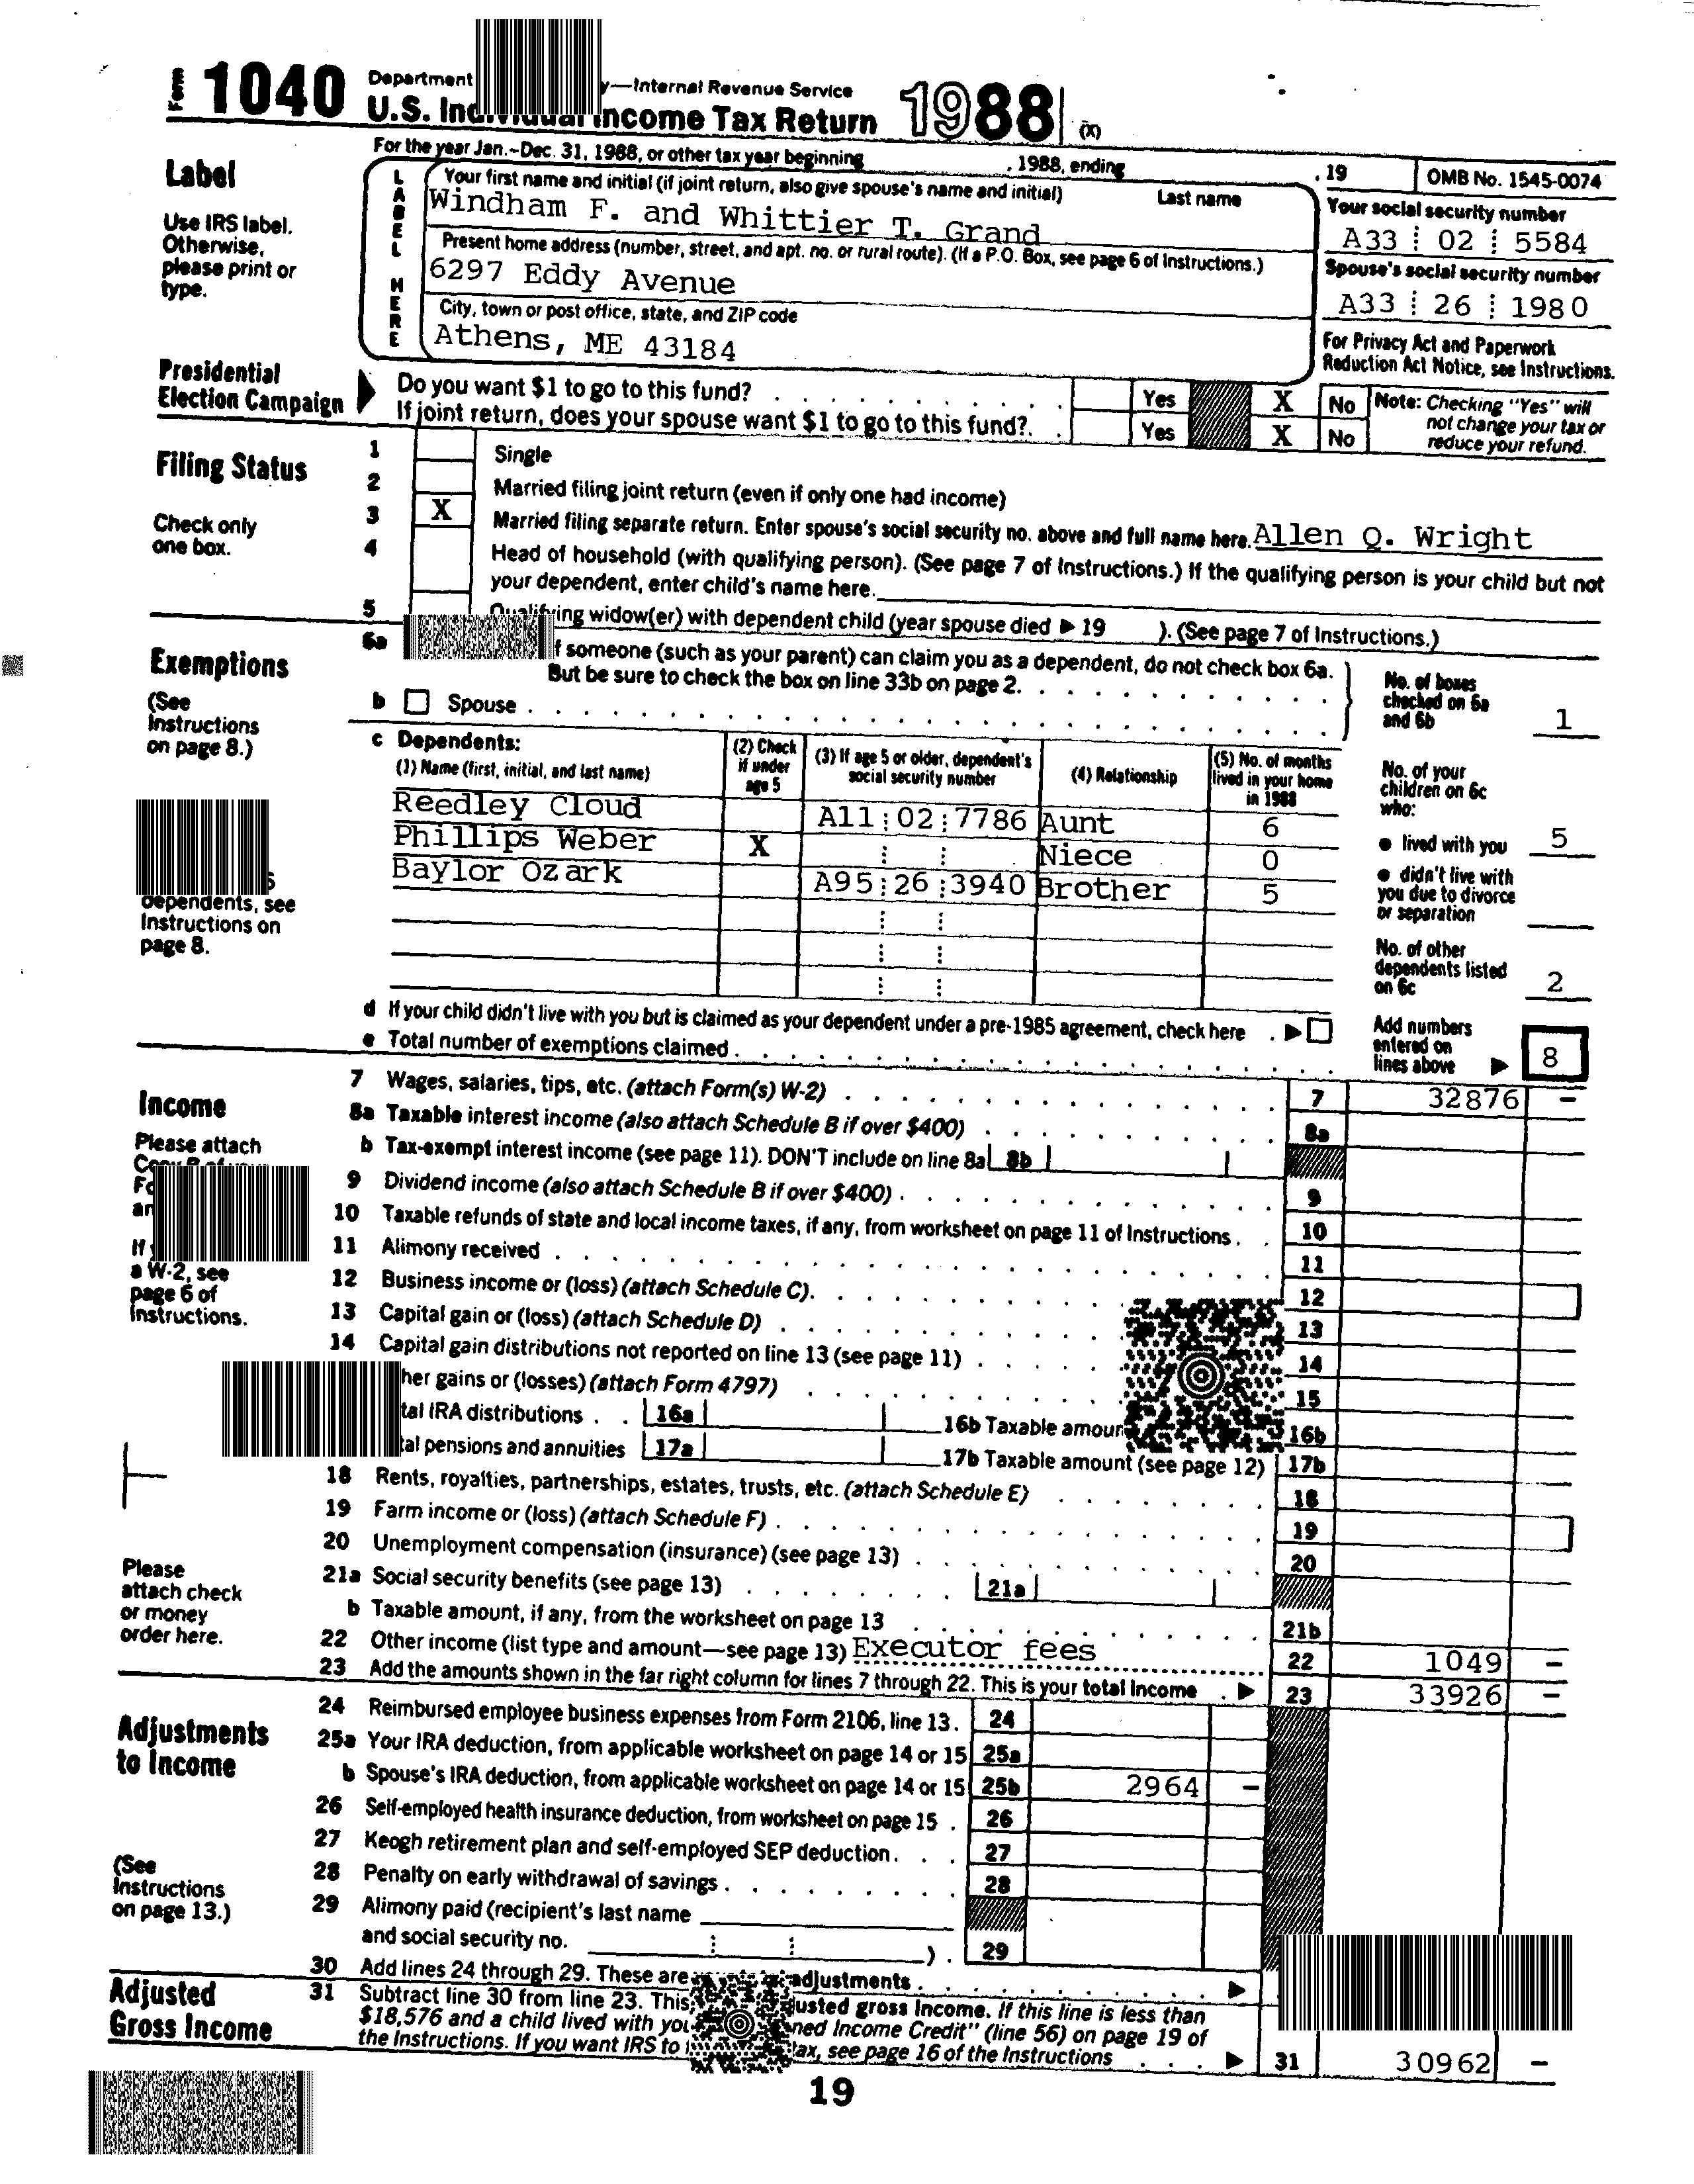 Form 1040 Department y—Internal Revenue Service
U.S. Individual Income Tax Return 1988 (X)
For the year Jan.–Dec. 31, 1988, or other tax year beginning , 1988, ending , 19 OMB No. 1545-0074
Label
Use IRS label.
Otherwise,
please print or
type.
LABEL HERE
Your first name and initial (if joint return, also give spouse's name and initial) Last name
Windham F. and Whittier T. Grand
Present home address (number, street, and apt. no. or rural route). (If a P.O. Box, see page 6 of Instructions.)
6297 Eddy Avenue
City, town or post office, state, and ZIP code
Athens, ME 43184
Your social security number
A33 02 5584
Spouse's social security number
A33 26 1980
For Privacy Act and Paperwork
Reduction Act Notice, see Instructions.
Presidential
Election Campaign
Do you want $1 to go to this fund? Yes X No
If joint return, does your spouse want $1 to go to this fund? Yes X No
Note: Checking "Yes" will
not change your tax or
reduce your refund.
Filing Status
Check only
one box.
1 Single
2 Married filing joint return (even if only one had income)
3 X Married filing separate return. Enter spouse's social security no. above and full name here. Allen Q. Wright
4 Head of household (with qualifying person). (See page 7 of Instructions.) If the qualifying person is your child but not
your dependent, enter child's name here.
5 Qualifying widow(er) with dependent child (year spouse died ▶ 19 ). (See page 7 of Instructions.)
Exemptions
(See
Instructions
on page 8.)
6a f someone (such as your parent) can claim you as a dependent, do not check box 6a.
But be sure to check the box on line 33b on page 2.
b Spouse
No. of boxes
checked on 6a
and 6b 1
c Dependents:
(1) Name (first, initial, and last name)
(2) Check
if under
age 5
(3) If age 5 or older, dependent's
social security number
(4) Relationship
(5) No. of months
lived in your home
in 1988
Reedley Cloud A11 02 7786 Aunt 6
Phillips Weber X Niece 0
Baylor Ozark A95 26 3940 Brother 5
No. of your
children on 6c
who:
● lived with you 5
● didn't live with
you due to divorce
or separation
No. of other
dependents listed
on 6c 2
dependents, see
Instructions on
page 8.
d If your child didn't live with you but is claimed as your dependent under a pre-1985 agreement, check here ▶
e Total number of exemptions claimed
Add numbers
entered on
lines above ▶ 8
Income
Please attach
a W-2, see
page 6 of
Instructions.
7 Wages, salaries, tips, etc. (attach Form(s) W-2) 7 32876 –
8a Taxable interest income (also attach Schedule B if over $400) 8a
b Tax-exempt interest income (see page 11). DON'T include on line 8a 8b
9 Dividend income (also attach Schedule B if over $400) 9
10 Taxable refunds of state and local income taxes, if any, from worksheet on page 11 of Instructions 10
11 Alimony received 11
12 Business income or (loss) (attach Schedule C) 12
13 Capital gain or (loss) (attach Schedule D) 13
14 Capital gain distributions not reported on line 13 (see page 11) 14
her gains or (losses) (attach Form 4797) 15
tal IRA distributions 16a 16b Taxable amoun 16b
tal pensions and annuities 17a 17b Taxable amount (see page 12) 17b
18 Rents, royalties, partnerships, estates, trusts, etc. (attach Schedule E) 18
19 Farm income or (loss) (attach Schedule F) 19
20 Unemployment compensation (insurance) (see page 13) 20
21a Social security benefits (see page 13) 21a
b Taxable amount, if any, from the worksheet on page 13 21b
22 Other income (list type and amount—see page 13) Executor fees 22 1049 –
23 Add the amounts shown in the far right column for lines 7 through 22. This is your total income ▶ 23 33926 –
Please
attach check
or money
order here.
Adjustments
to Income
(See
Instructions
on page 13.)
24 Reimbursed employee business expenses from Form 2106, line 13 24
25a Your IRA deduction, from applicable worksheet on page 14 or 15 25a
b Spouse's IRA deduction, from applicable worksheet on page 14 or 15 25b 2964 –
26 Self-employed health insurance deduction, from worksheet on page 15 26
27 Keogh retirement plan and self-employed SEP deduction 27
28 Penalty on early withdrawal of savings 28
29 Alimony paid (recipient's last name
and social security no. ) 29
30 Add lines 24 through 29. These are adjustments ▶
Adjusted
Gross Income
31 Subtract line 30 from line 23. This justed gross income. If this line is less than
$18,576 and a child lived with you ned Income Credit" (line 56) on page 19 of
the Instructions. If you want IRS to tax, see page 16 of the Instructions ▶ 31 30962 –
19